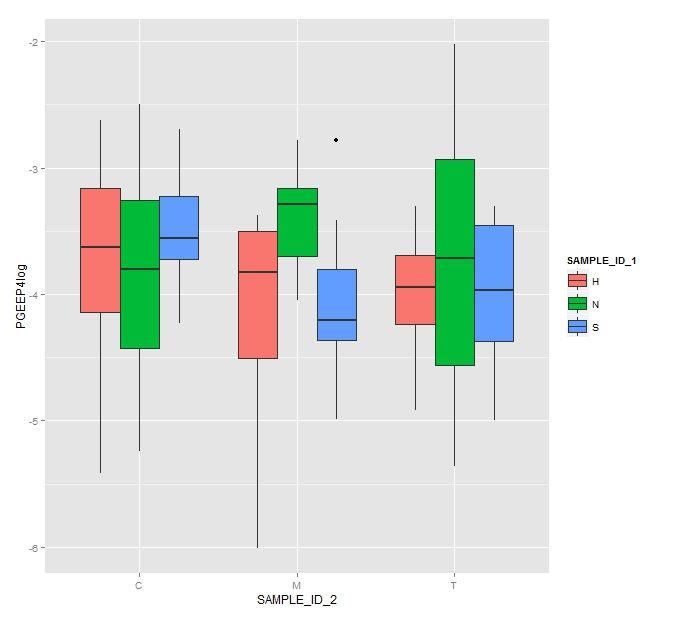 PGEEP4log
-2
-3
-4
-5
-6
C M T
SAMPLE_ID_2
SAMPLE_ID_1
H
N
S